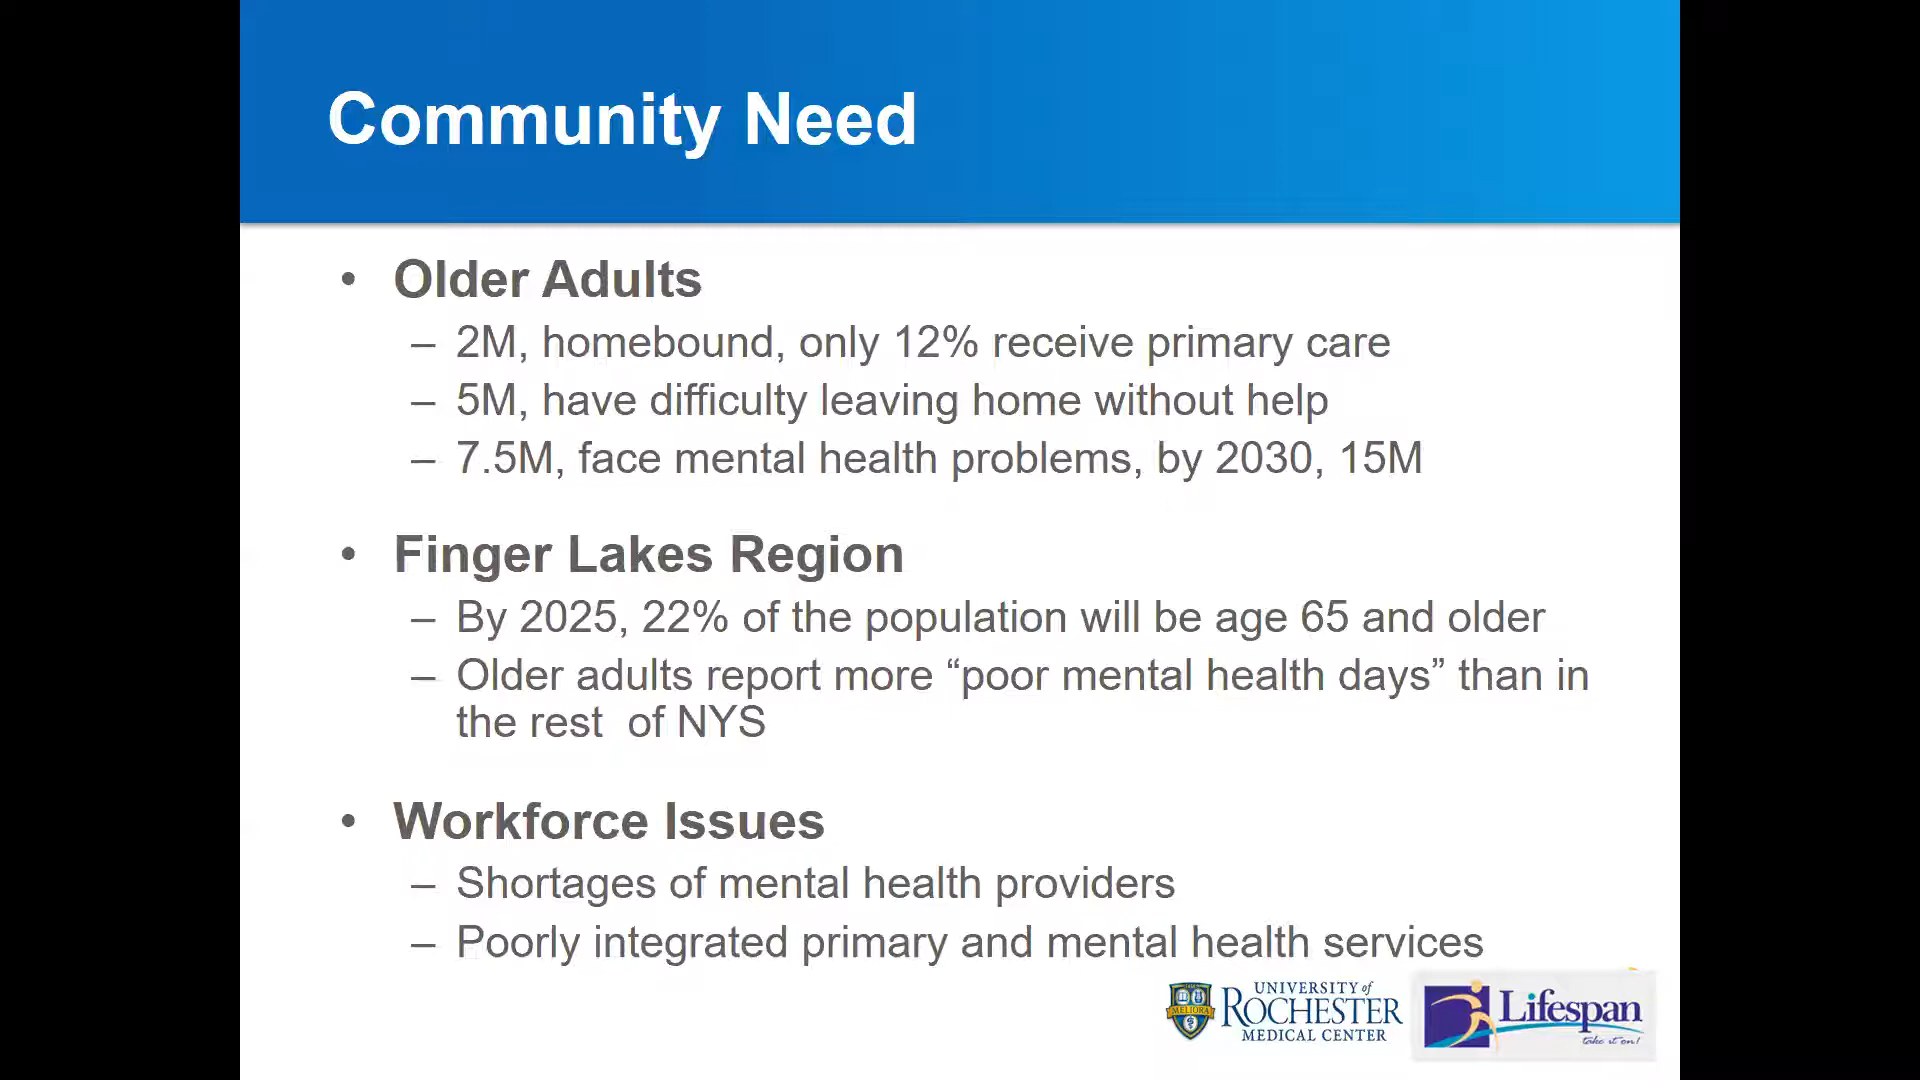 Community Need
• Older Adults
– 2M, homebound, only 12% receive primary care
– 5M, have difficulty leaving home without help
– 7.5M, face mental health problems, by 2030, 15M
• Finger Lakes Region
– By 2025, 22% of the population will be age 65 and older
– Older adults report more “poor mental health days” than in
the rest  of NYS
• Workforce Issues
– Shortages of mental health providers
– Poorly integrated primary and mental health services
MELIORA
UNIVERSITY of
ROCHESTER
MEDICAL CENTER
Lifespan
take it on!